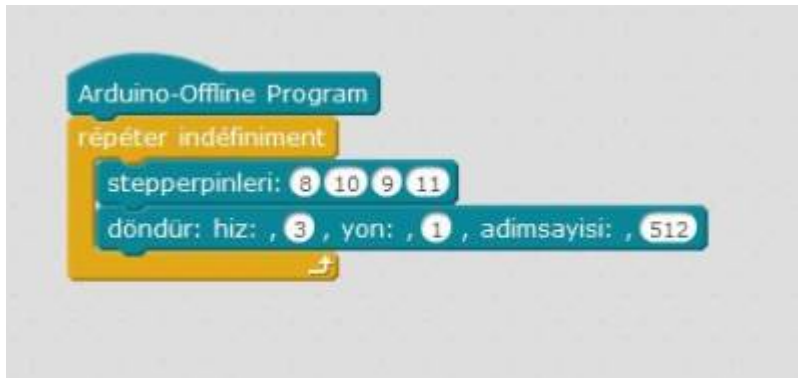 Arduino-Offline Program
répéter indéfiniment
stepperpinleri: 8 10 9 11
döndür: hiz: , 3 , yon: , 1 , adimsayisi: , 512